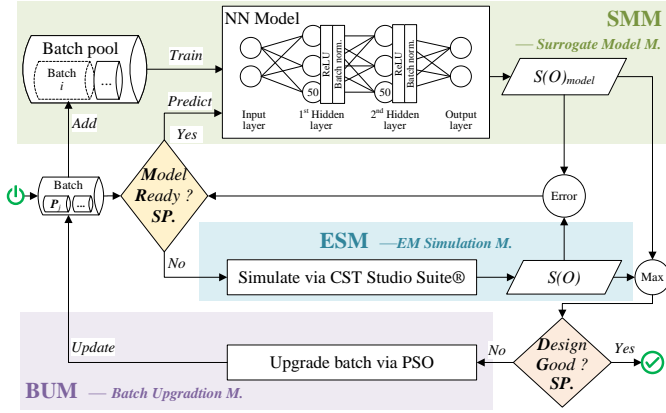 NN Model
SMM
— Surrogate Model M.
Batch pool
Batch
i
...
Train
Predict
Yes
ReLU
Batch norm.
ReLU
Batch norm.
50
50
Input
layer
1st Hidden
layer
2nd Hidden
layer
Output
layer
S(O)model
Add
Batch
Pj
...
Model
Ready ?
SP.
Error
ESM
—EM Simulation M.
No
Simulate via CST Studio Suite®
S(O)
Max
Update
Upgrade batch via PSO
No
Design
Good ?
SP.
Yes
BUM
— Batch Upgradtion M.